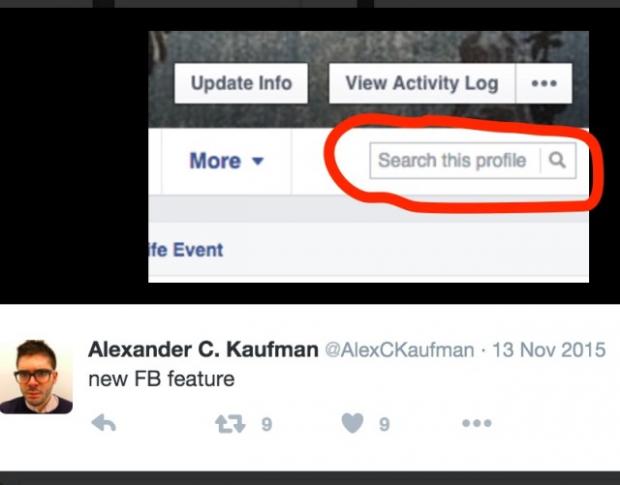 Update Info
View Activity Log
More
Search this profile
ife Event
Alexander C. Kaufman @AlexCKaufman · 13 Nov 2015
new FB feature
9
9